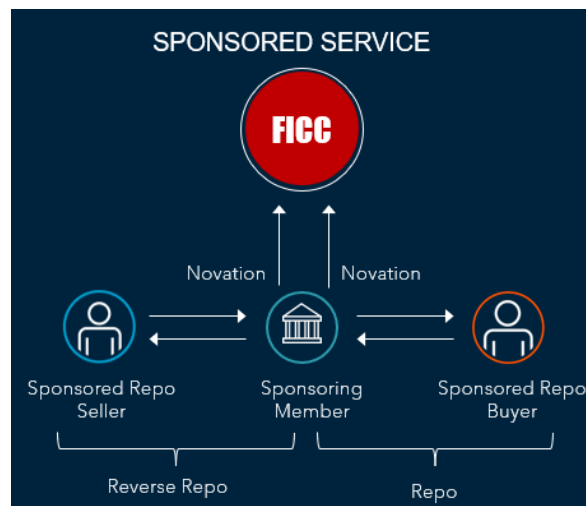 SPONSORED SERVICE
FICC
Novation
Novation
Sponsored Repo
Seller
Sponsoring
Member
Sponsored Repo
Buyer
Reverse Repo
Repo